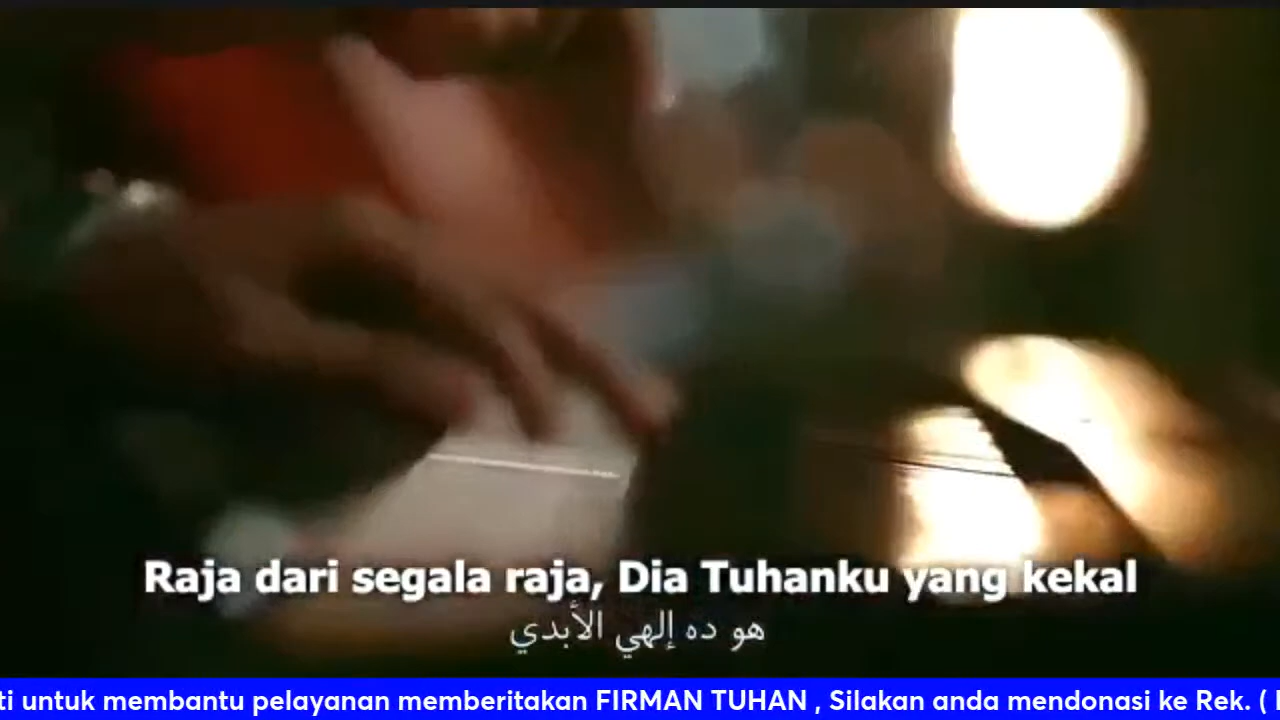 Raja dari segala raja, Dia Tuhanku yang kekal
هو ده إلهي الأبدي
ti untuk membantu pelayanan memberitakan FIRMAN TUHAN , Silakan anda mendonasi ke Rek. (